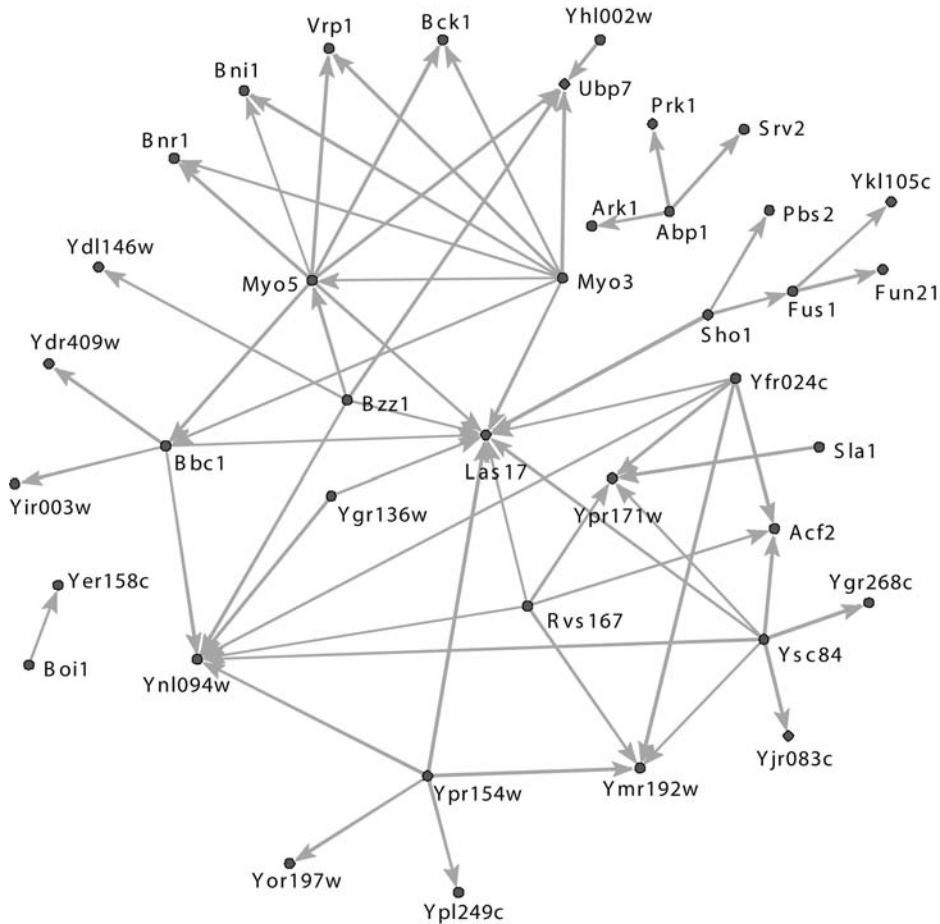 Vrp1
Bck1
Yhl002w
Bni1
Ubp7
Prk1
Srv2
Bnr1
Ykl105c
Ark1
Pbs2
Abp1
Ydl146w
Myo5
Myo3
Fun21
Fus1
Sho1
Ydr409w
Yfr024c
Bzz1
Bbc1
Las17
Sla1
Yir003w
Ygr136w
Ypr171w
Acf2
Yer158c
Ygr268c
Rvs167
Boi1
Ysc84
Ynl094w
Yjr083c
Ypr154w
Ymr192w
Yor197w
Ypl249c